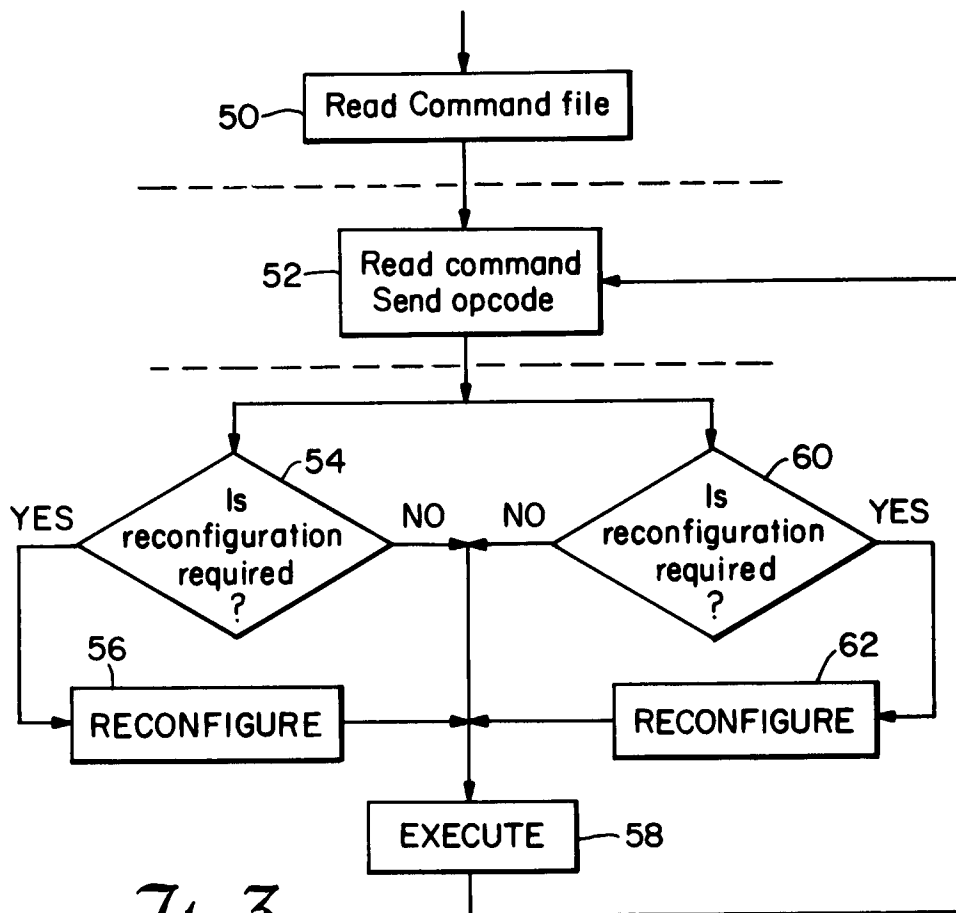 50
Read Command file
52
Read command
Send opcode
54
60
YES
Is
reconfiguration
required
?
NO
NO
Is
reconfiguration
required
?
YES
56
RECONFIGURE
62
RECONFIGURE
EXECUTE
58